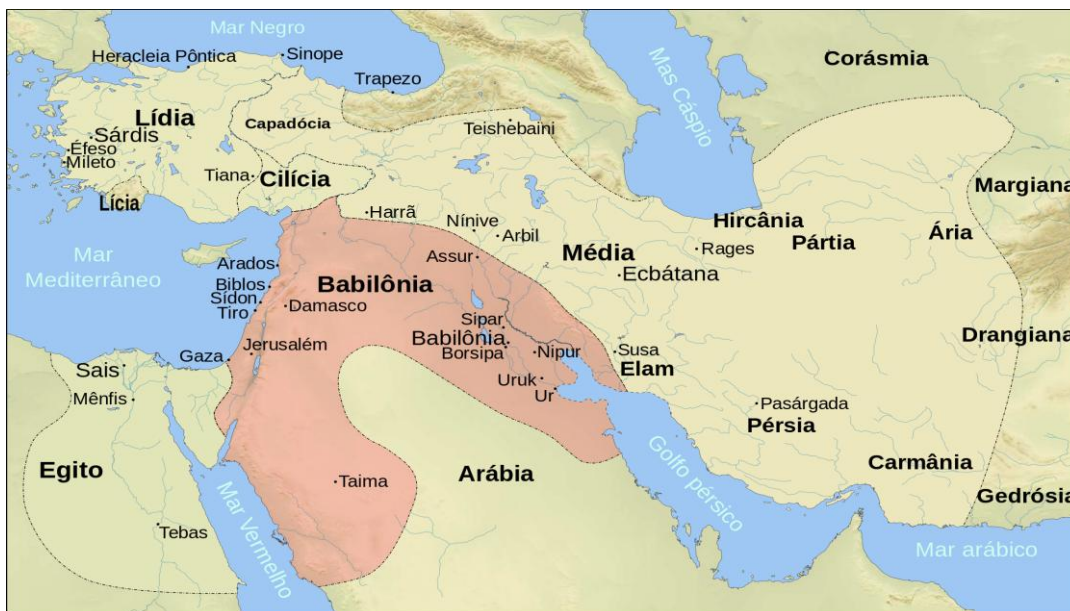 Mar Negro
Heracleia Pôntica
Sinope
Trapezo
Mas Cáspio
Corásmia
Lídia
Capadócia
Teishebaini
Sárdis
Éfeso
Mileto
Tiana
Cilícia
Lícia
Margiana
Harrã
Nínive
Arbil
Hircânia
Pártia
Ária
Mar
Mediterrâneo
Média
Rages
Ecbátana
Arados
Assur
Babilônia
Biblos
Sídon
Tiro
Damasco
Sipar
Babilônia
Borsipa
Nipur
Drangiana
Jerusalém
Gaza
Susa
Elam
Sais
Mênfis
Uruk
Ur
Pasárgada
Pérsia
Egito
Taima
Arábia
Golfo pérsico
Carmânia
Gedrósia
Tebas
Mar Vermelho
Mar arábico